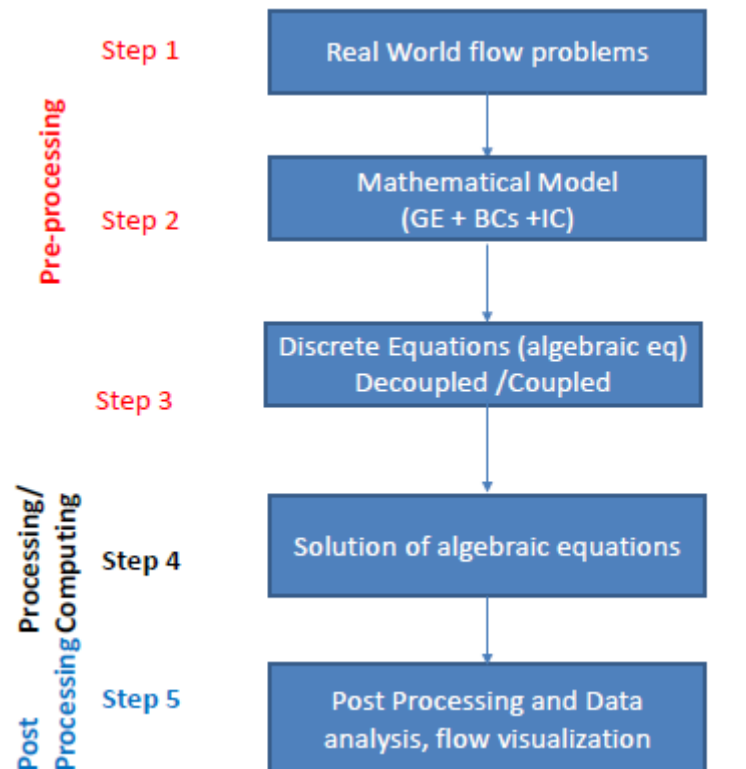 Step 1
Real World flow problems
Pre-processing
Step 2
Mathematical Model
(GE + BCs +IC)
Step 3
Discrete Equations (algebraic eq)
Decoupled /Coupled
Processing/
Computing
Step 4
Solution of algebraic equations
Post
Processing
Step 5
Post Processing and Data
analysis, flow visualization